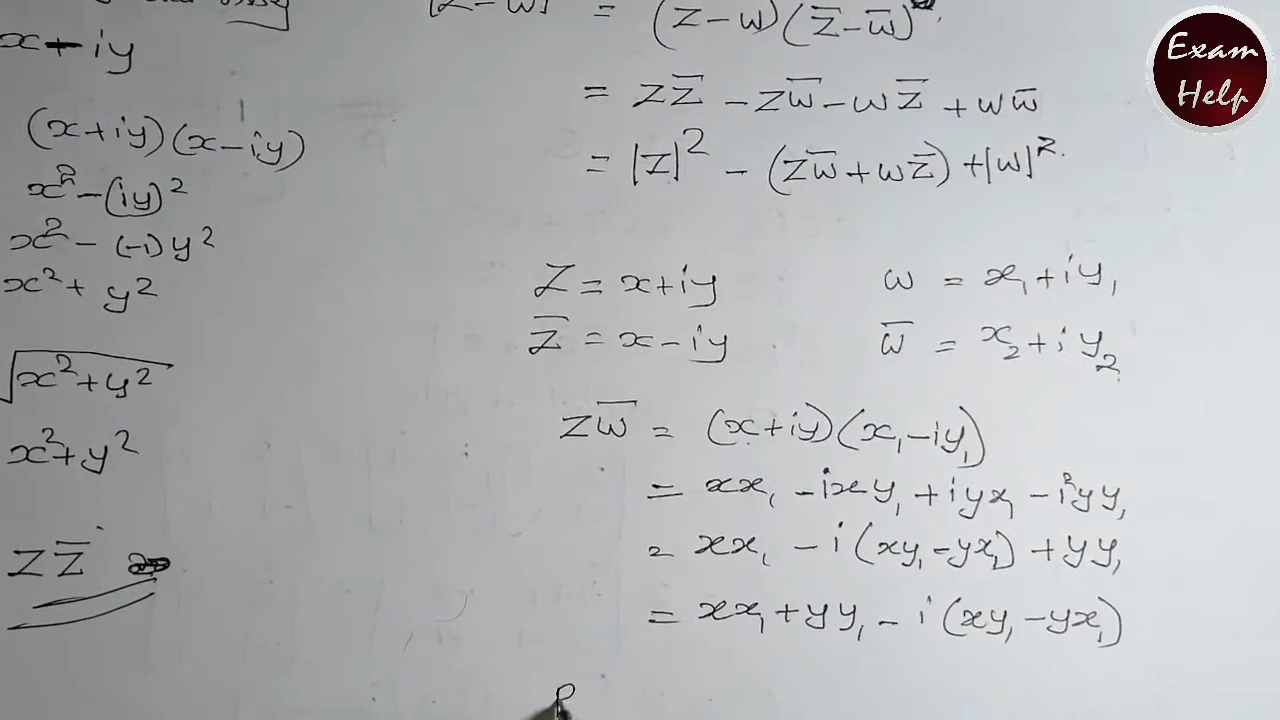 x+iy
(x+iy)(x-iy)
x² - (iy)²
x² - (-1)y²
x² + y²
√x²+y²
x²+y²
Z Z̅
= (Z-w)(Z̅-w̅)
= ZZ̅ - Zw̅ - wZ̅ + ww̅
= |Z|² - (Zw̅ + wZ̅) + |w|²
Z = x+iy w = x₁+iy₁
Z̅ = x-iy w̅ = x₂+iy₂
Zw̅ = (x+iy)(x₁-iy₁)
= xx₁ - ixy₁ + iyx₁ - i²yy₁
= xx₁ - i(xy₁-yx₁) + yy₁
= xx₁ + yy₁ - i(xy₁ - yx₁)
Exam
Help